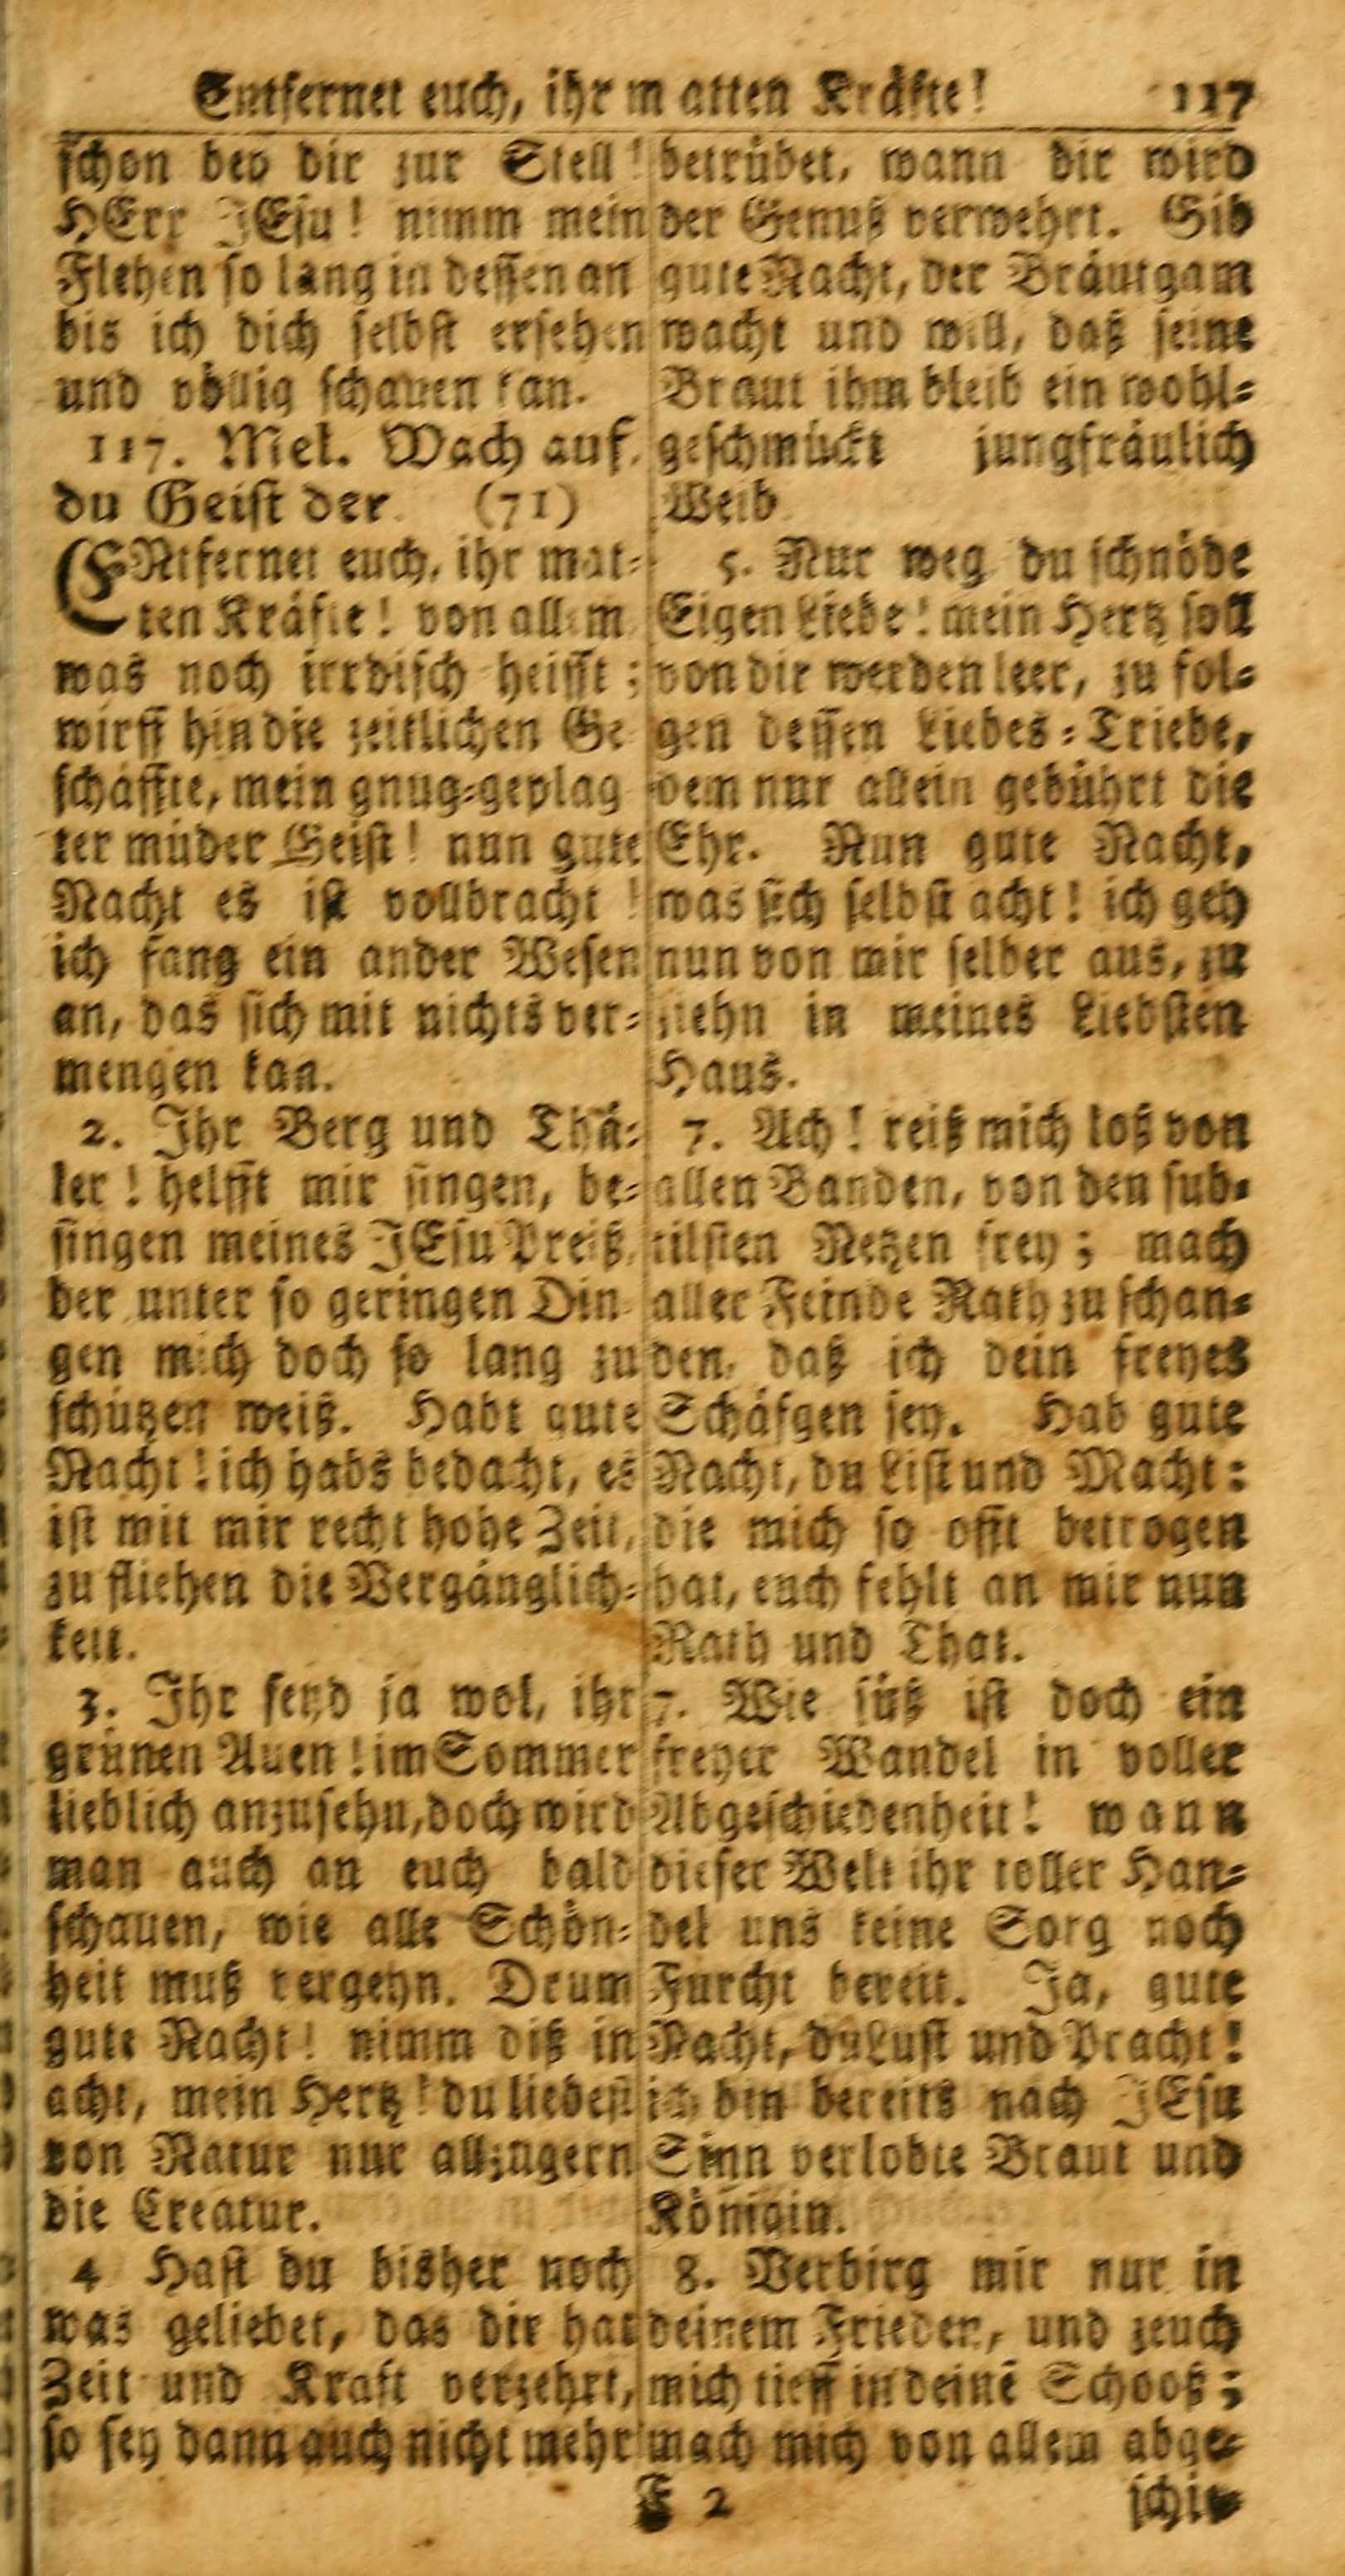 Entfernet euch, ihr m atten Kräfte! 117
schon bey dir zur Stell!
HErr JEsu! nimm mein
Flehen so lang in dessen an
bis ich dich selbst ersehen
und völlig schauen kan.
117. Mel. Wach auf,
du Geist der (71)
ENtfernet euch, ihr mat-
ten Kräfte! von allem
was noch irrdisch heisst;
wirff hin die zeitlichen Ge
schäffte, mein gnug-geplag
ter müder Geist! nun gute
Nacht es ist vollbracht!
ich fang ein ander Wesen
an, das sich mit nichts ver-
mengen kan.
2. Ihr Berg und Thä-
ler! helfft mir singen, be-
singen meines JEsu Preiß,
der unter so geringen Din
gen mich doch so lang zu
schützen weiß. Habt gute
Nacht! ich habs bedacht, es
ist mit mir recht hohe Zeit,
zu fliehen die Vergänglich-
keit.
3. Ihr seyd ja wol, ihr
grünen Auen! im Sommer
lieblich anzusehn, doch wird
man auch an euch bald
schauen, wie alle Schön-
heit muß vergehn. Drum
gute Nacht! nimm diß in
acht, mein Hertz! du liebest
von Natur nur allzugern
die Creatur.
4 Hast du bisher noch
was geliebet, das dir hat
Zeit und Kraft verzehrt,
so sey dann auch nicht mehr
betrübet, wann dir wird
der Genuß verwehrt. Gib
gute Nacht, der Bräutgam
wacht und will, daß seine
Braut ihm bleib ein wohl-
geschmückt jungfräulich
Weib
5. Nur weg du schnöde
Eigen Liebe! mein Hertz soll
von dir werden leer, zu fol-
gen dessen Liebes-Triebe,
dem nur allein gebührt die
Ehr. Nun gute Nacht,
was sich selbst acht! ich geh
nun von mir selber aus, zu
ziehn in meines Liebsten
Haus.
7. Ach! reiß mich loß von
allen Banden, von den sub-
tilsten Netzen frey; mach
aller Feinde Rath zu schan-
den, daß ich dein freyes
Schäfgen sey. Hab gute
Nacht, du List und Macht:
die mich so offt betrogen
hat, euch fehlt an mir nun
Rath und That.
7. Wie süß ist doch ein
freyer Wandel in voller
Abgeschiedenheit! wann
dieser Welt ihr toller Han-
del uns keine Sorg noch
Furcht bereit. Ja, gute
Nacht, du Lust und Pracht!
ich bin bereits nach JEsu
Sinn verlobte Braut und
Königin.
8. Verbirg mir nur in
deinem Frieden, und zeuch
mich tieff in deinē Schooß;
mach mich von allem abge-
F 2 schie-